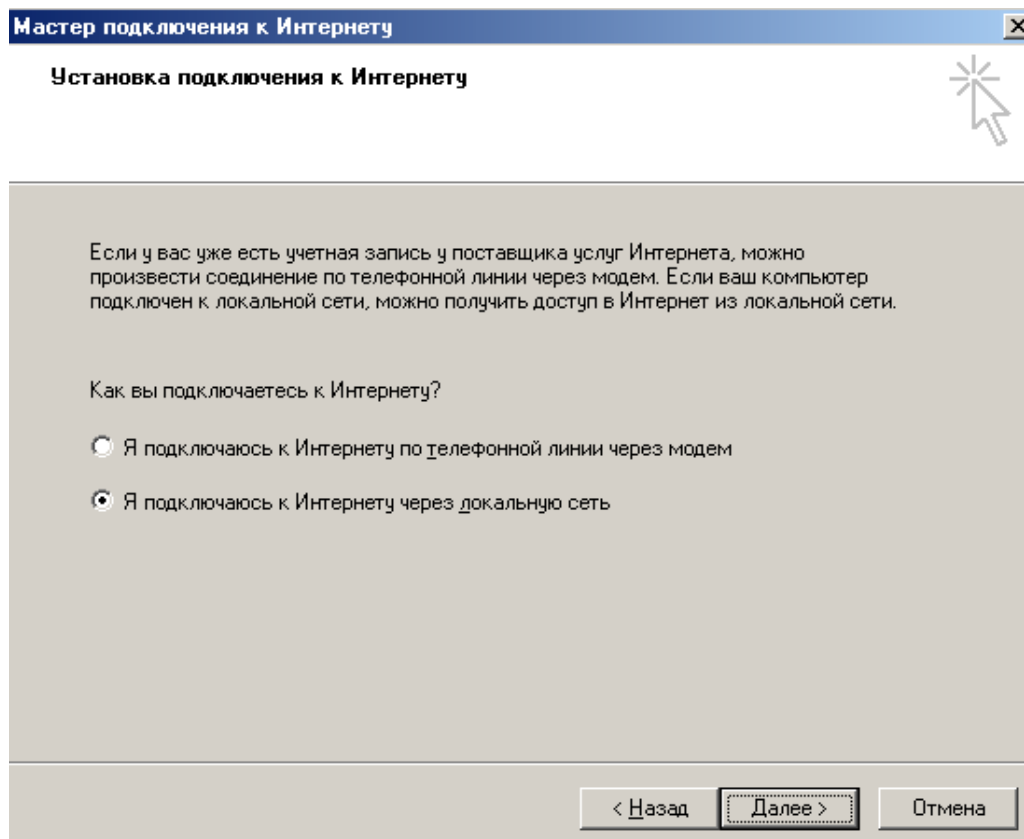 Мастер подключения к Интернету
Установка подключения к Интернету
Если у вас уже есть учетная запись у поставщика услуг Интернета, можно
произвести соединение по телефонной линии через модем. Если ваш компьютер
подключен к локальной сети, можно получить доступ в Интернет из локальной сети.
Как вы подключаетесь к Интернету?
Я подключаюсь к Интернету по телефонной линии через модем
Я подключаюсь к Интернету через локальную сеть
< Назад Далее > Отмена